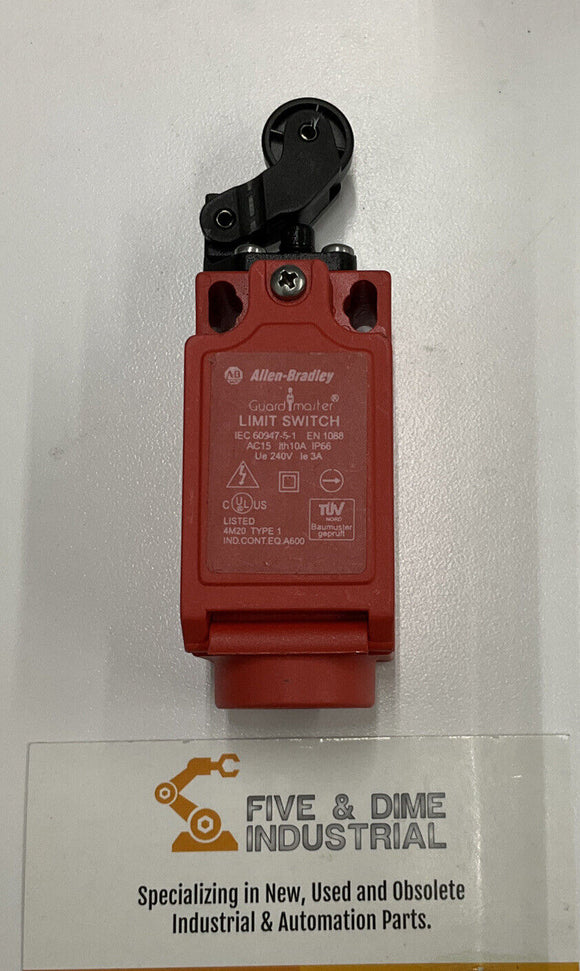 AB Allen-Bradley
Guardmaster®
LIMIT SWITCH
IEC 60947-5-1 EN 1088
AC15 Ith10A IP66
Ue 240V Ie 3A
C UL US
LISTED
4M20 TYPE 1
IND.CONT.EQ.A600
TÜV
NORD
Baumuster
geprüft
FIVE & DIME
INDUSTRIAL
Specializing in New, Used and Obsolete
Industrial & Automation Parts.